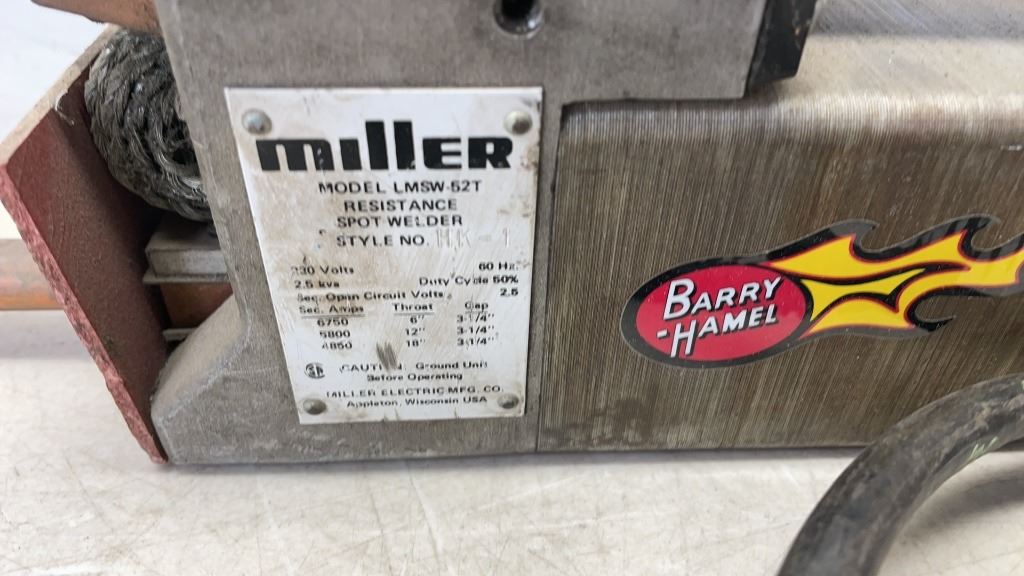 miller
MODEL LMSW-52T
RESISTANCE
SPOT WELDER
STYLE NO. HK-1
230 Volts 60 Hz.
2.5 kva Duty Cycle 50%
Sec. Open Circuit Volts 2.5
Sec. Amps Throat Gap
6750 6" 3-1/4"
5800 12" 3-1/4"
4850 18" 3-1/4"
CAUTION: Ground Unit
Before Operating
MILLER ELECTRIC MFG. CO.
Appleton, Wisconsin USA
BARRY
-HAMEL